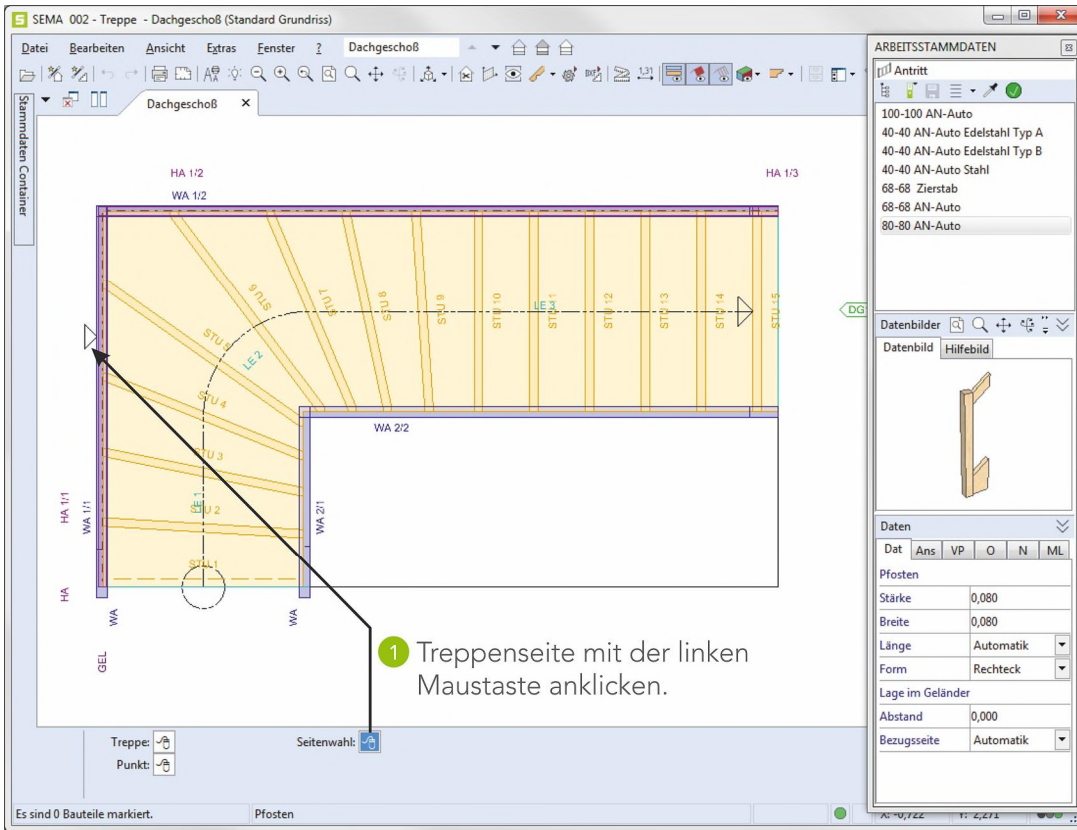 SEMA 002 - Treppe - Dachgeschoß (Standard Grundriss)
Datei Bearbeiten Ansicht Extras Fenster ? Dachgeschoß
Dachgeschoß
Stammdaten Container
HA 1/2
HA 1/3
WA 1/2
STU 6
STU 7
STU 8
STU 9
STU 10
STU 11
STU 12
STU 13
STU 14
STU 15
LE 3
DG
STU 5
LE 2
STU 4
WA 2/2
STU 3
HA 1/1
WA 1/1
LE 1
STU 2
WA 2/1
STU 1
HA
WA
WA
GEL
1 Treppenseite mit der linken
Maustaste anklicken.
Treppe:
Seitenwahl:
Punkt:
Es sind 0 Bauteile markiert.
Pfosten
X: -0,722 Y: 2,271
ARBEITSSTAMMDATEN
Antritt
100-100 AN-Auto
40-40 AN-Auto Edelstahl Typ A
40-40 AN-Auto Edelstahl Typ B
40-40 AN-Auto Stahl
68-68 Zierstab
68-68 AN-Auto
80-80 AN-Auto
Datenbilder
Datenbild Hilfebild
Daten
Dat Ans VP O N ML
Pfosten
Stärke 0,080
Breite 0,080
Länge Automatik
Form Rechteck
Lage im Geländer
Abstand 0,000
Bezugsseite Automatik